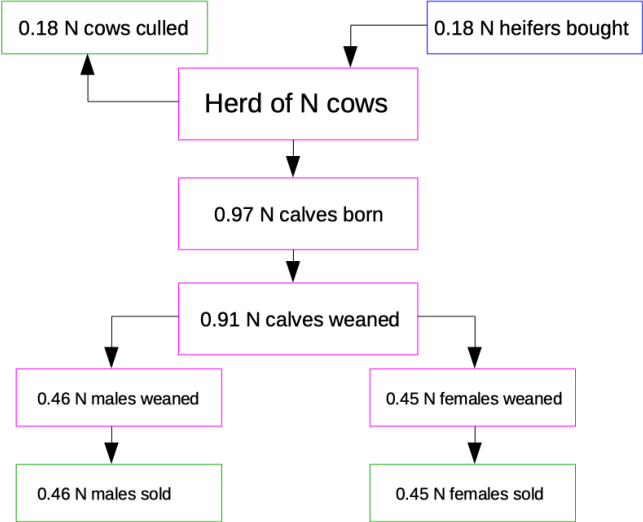 0.18 N cows culled
0.18 N heifers bought
Herd of N cows
0.97 N calves born
0.91 N calves weaned
0.46 N males weaned
0.45 N females weaned
0.46 N males sold
0.45 N females sold